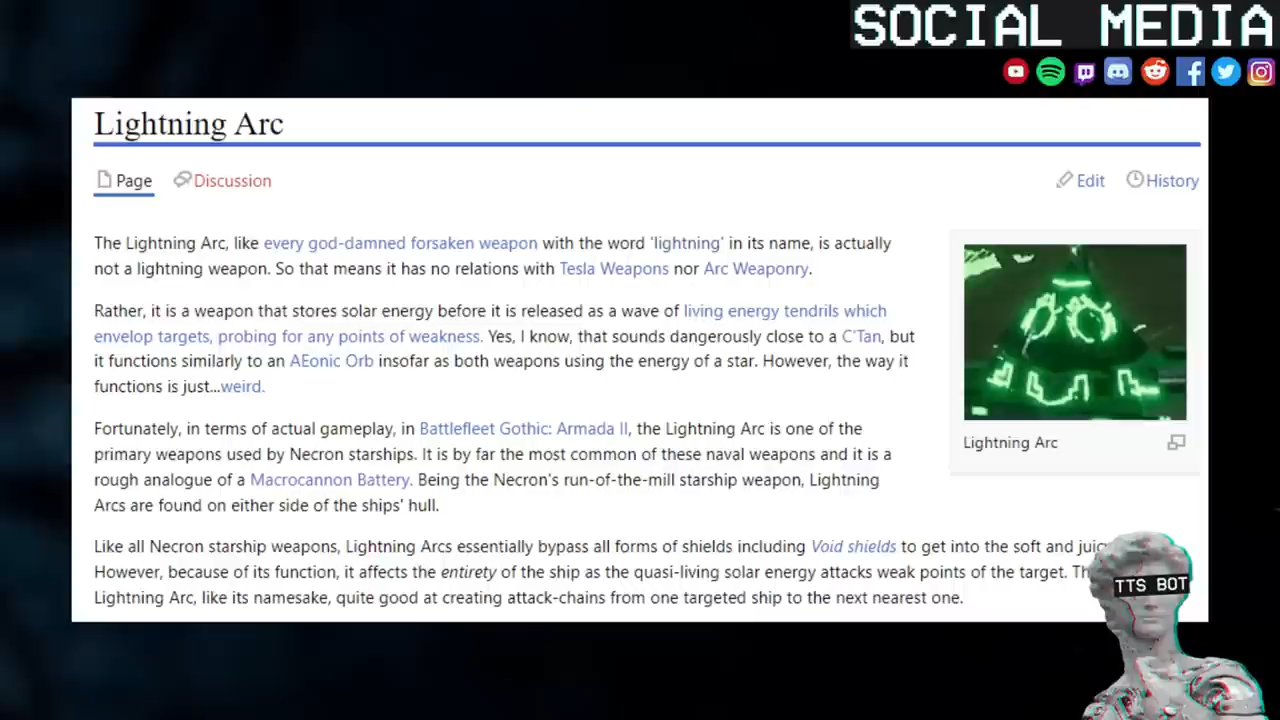 SOCIAL MEDIA
Lightning Arc
Page
Discussion
Edit
History
The Lightning Arc, like every god-damned forsaken weapon with the word 'lightning' in its name, is actually
not a lightning weapon. So that means it has no relations with Tesla Weapons nor Arc Weaponry.
Rather, it is a weapon that stores solar energy before it is released as a wave of living energy tendrils which
envelop targets, probing for any points of weakness. Yes, I know, that sounds dangerously close to a C'Tan, but
it functions similarly to an AEonic Orb insofar as both weapons using the energy of a star. However, the way it
functions is just...weird.
Lightning Arc
Fortunately, in terms of actual gameplay, in Battlefleet Gothic: Armada II, the Lightning Arc is one of the
primary weapons used by Necron starships. It is by far the most common of these naval weapons and it is a
rough analogue of a Macrocannon Battery. Being the Necron's run-of-the-mill starship weapon, Lightning
Arcs are found on either side of the ships' hull.
Like all Necron starship weapons, Lightning Arcs essentially bypass all forms of shields including Void shields to get into the soft and
However, because of its function, it affects the entirety of the ship as the quasi-living solar energy attacks weak points of the target.
Lightning Arc, like its namesake, quite good in creating attack-chains from one targeted ship to the next nearest one.
TTS BOT